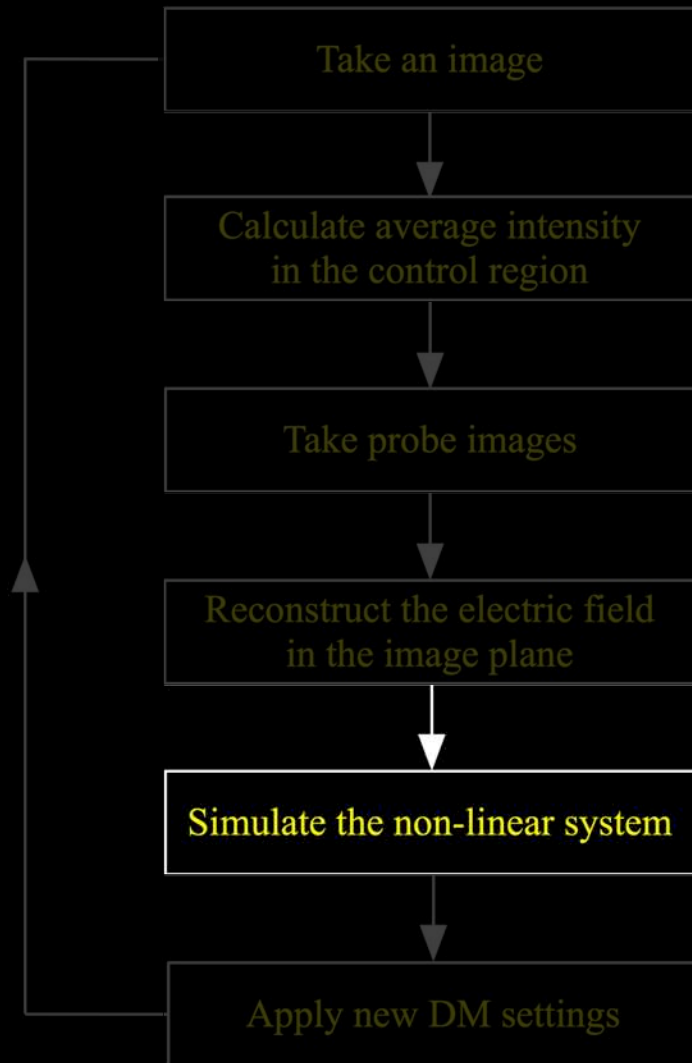 Take an image
Calculate average intensity
in the control region
Take probe images
Reconstruct the electric field
in the image plane
Simulate the non-linear system
Apply new DM settings